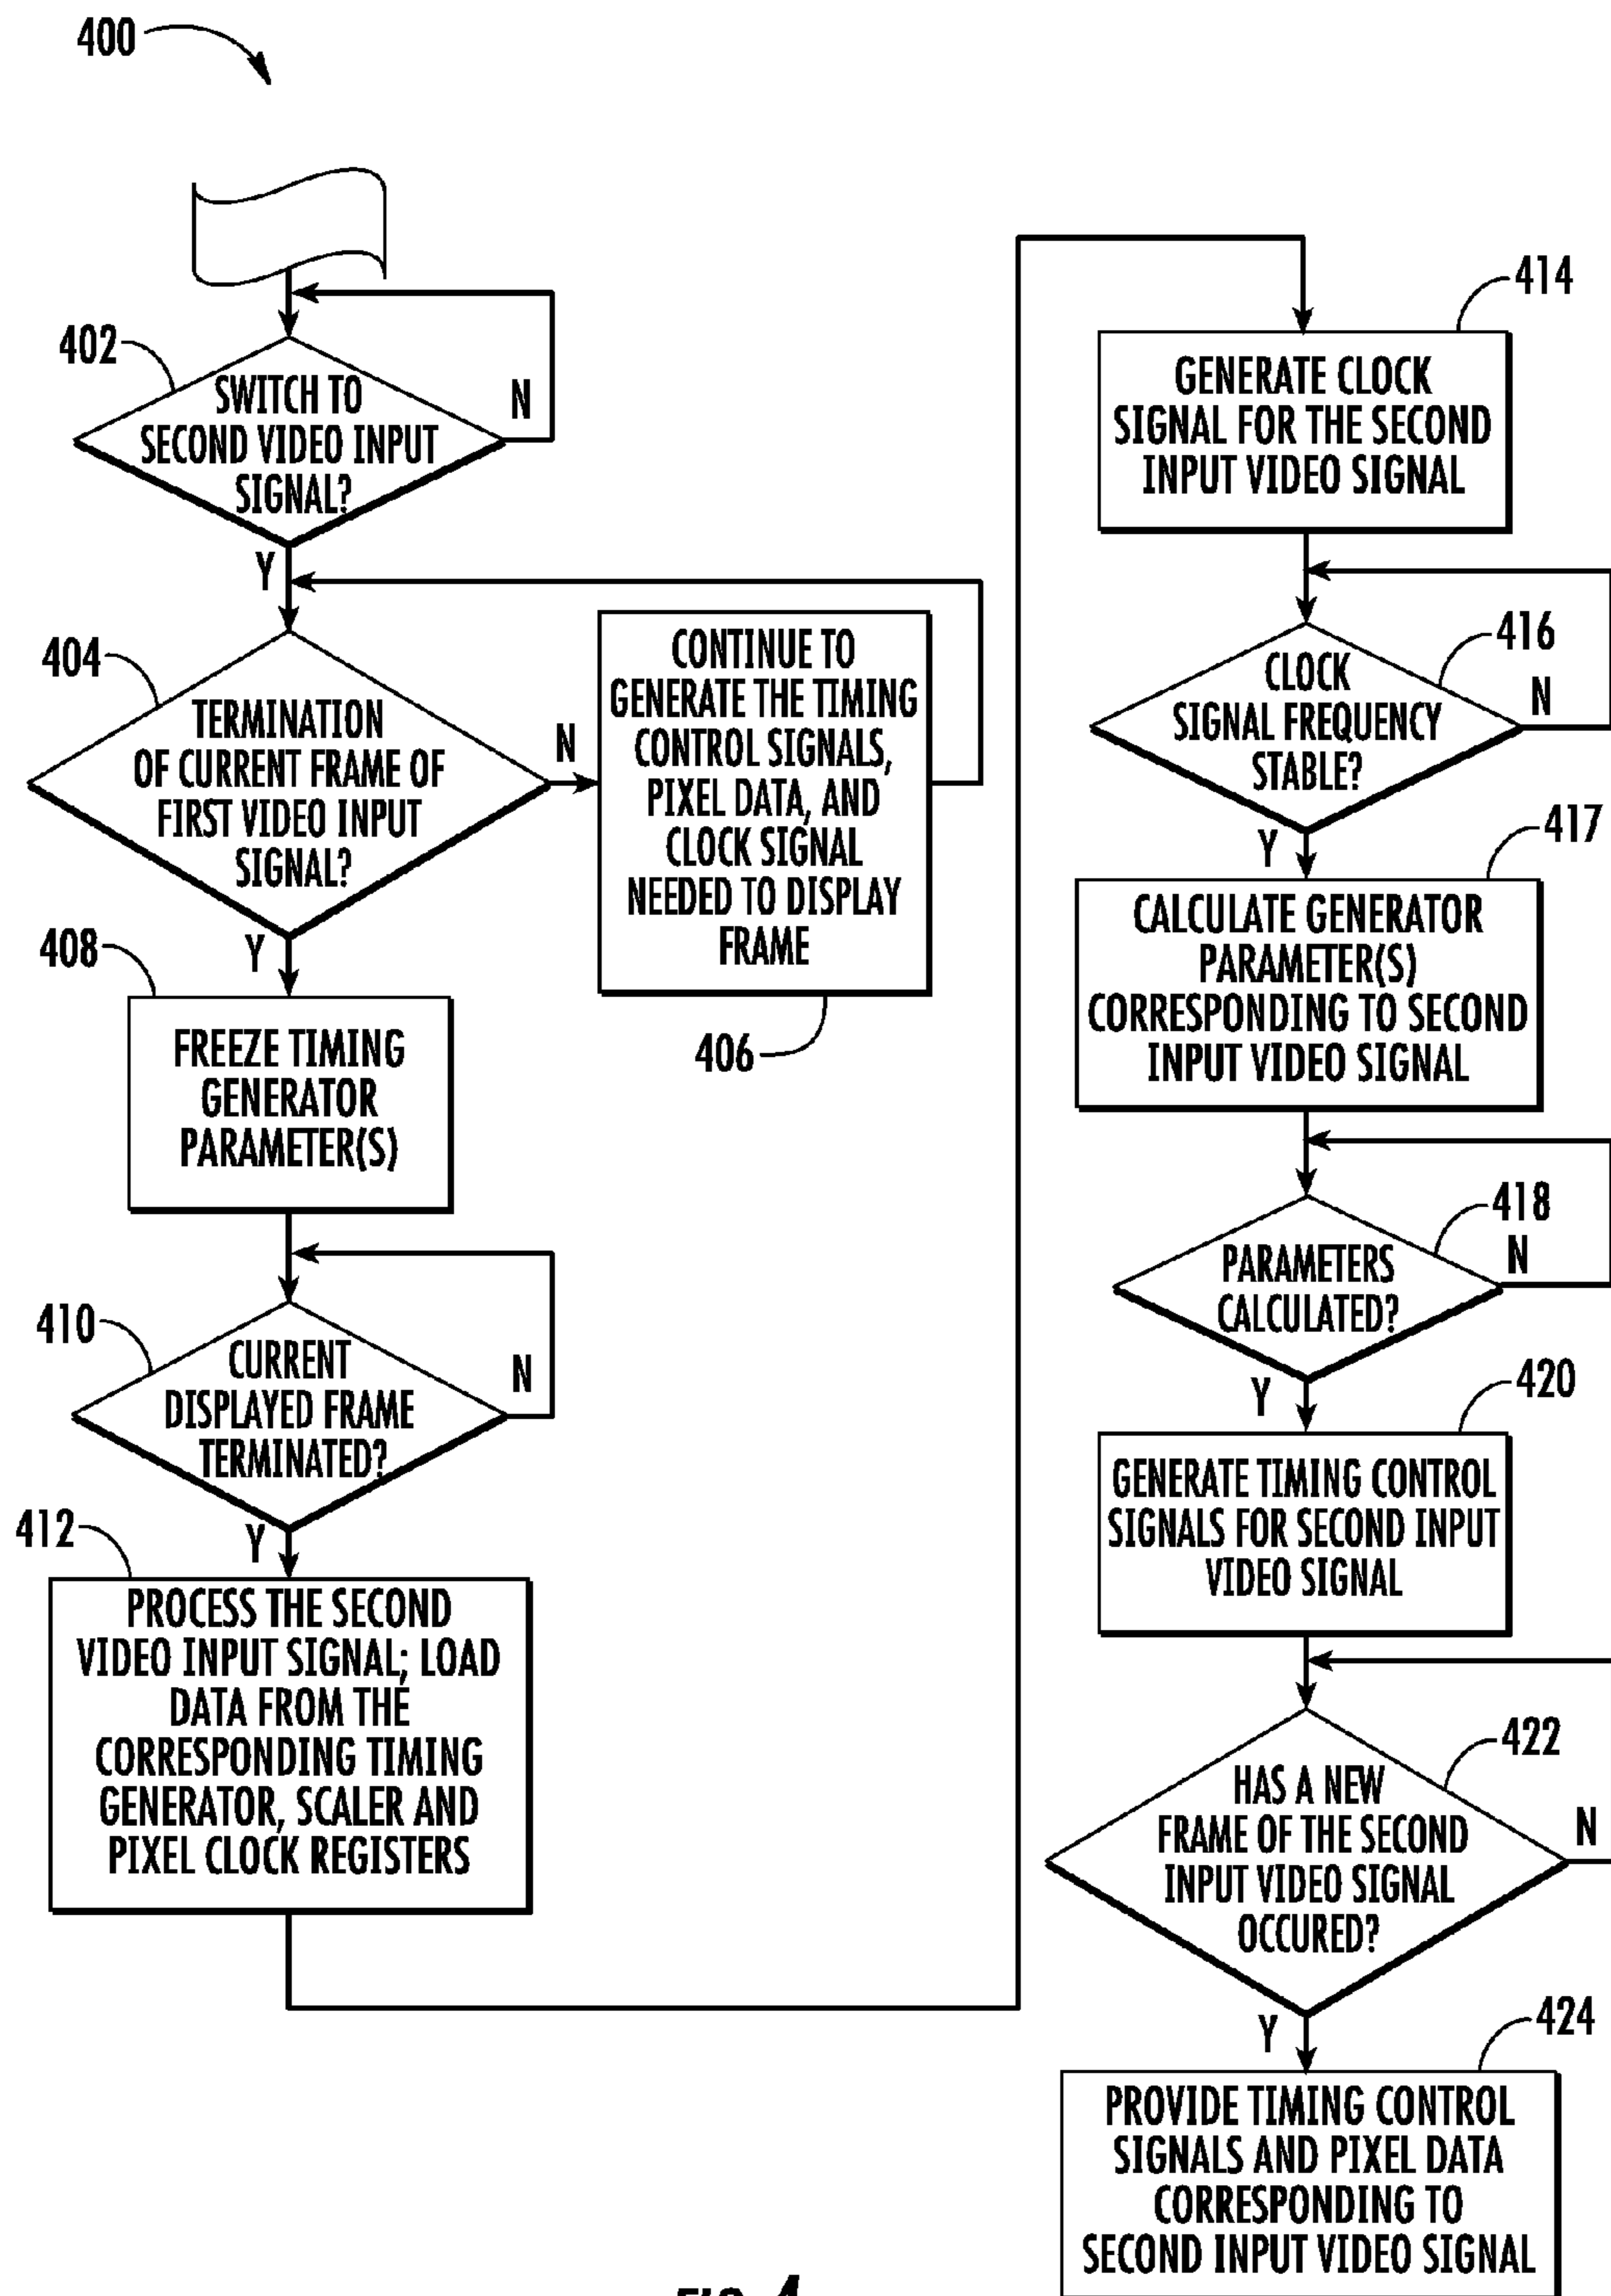 400
402
SWITCH TO
SECOND VIDEO INPUT
SIGNAL?
N
Y
404
TERMINATION
OF CURRENT FRAME OF
FIRST VIDEO INPUT
SIGNAL?
N
CONTINUE TO
GENERATE THE TIMING
CONTROL SIGNALS,
PIXEL DATA, AND
CLOCK SIGNAL
NEEDED TO DISPLAY
FRAME
406
Y
408
FREEZE TIMING
GENERATOR
PARAMETER(S)
410
CURRENT
DISPLAYED FRAME
TERMINATED?
N
Y
412
PROCESS THE SECOND
VIDEO INPUT SIGNAL; LOAD
DATA FROM THE
CORRESPONDING TIMING
GENERATOR, SCALER AND
PIXEL CLOCK REGISTERS
414
GENERATE CLOCK
SIGNAL FOR THE SECOND
INPUT VIDEO SIGNAL
416
CLOCK
SIGNAL FREQUENCY
STABLE?
N
Y
417
CALCULATE GENERATOR
PARAMETER(S)
CORRESPONDING TO SECOND
INPUT VIDEO SIGNAL
418
PARAMETERS
CALCULATED?
N
Y
420
GENERATE TIMING CONTROL
SIGNALS FOR SECOND INPUT
VIDEO SIGNAL
422
HAS A NEW
FRAME OF THE SECOND
INPUT VIDEO SIGNAL
OCCURED?
N
Y
424
PROVIDE TIMING CONTROL
SIGNALS AND PIXEL DATA
CORRESPONDING TO
SECOND INPUT VIDEO SIGNAL